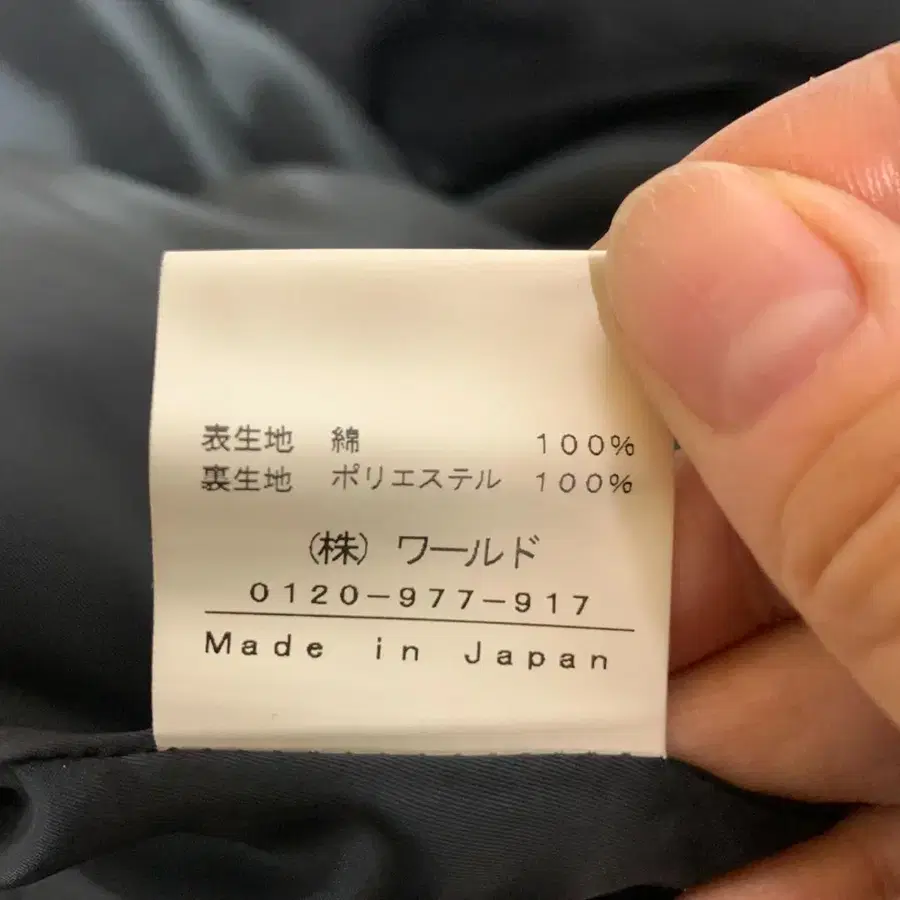 表生地 綿 100%
裏生地 ポリエステル 100%
(株) ワールド
0120-977-917
Made in Japan